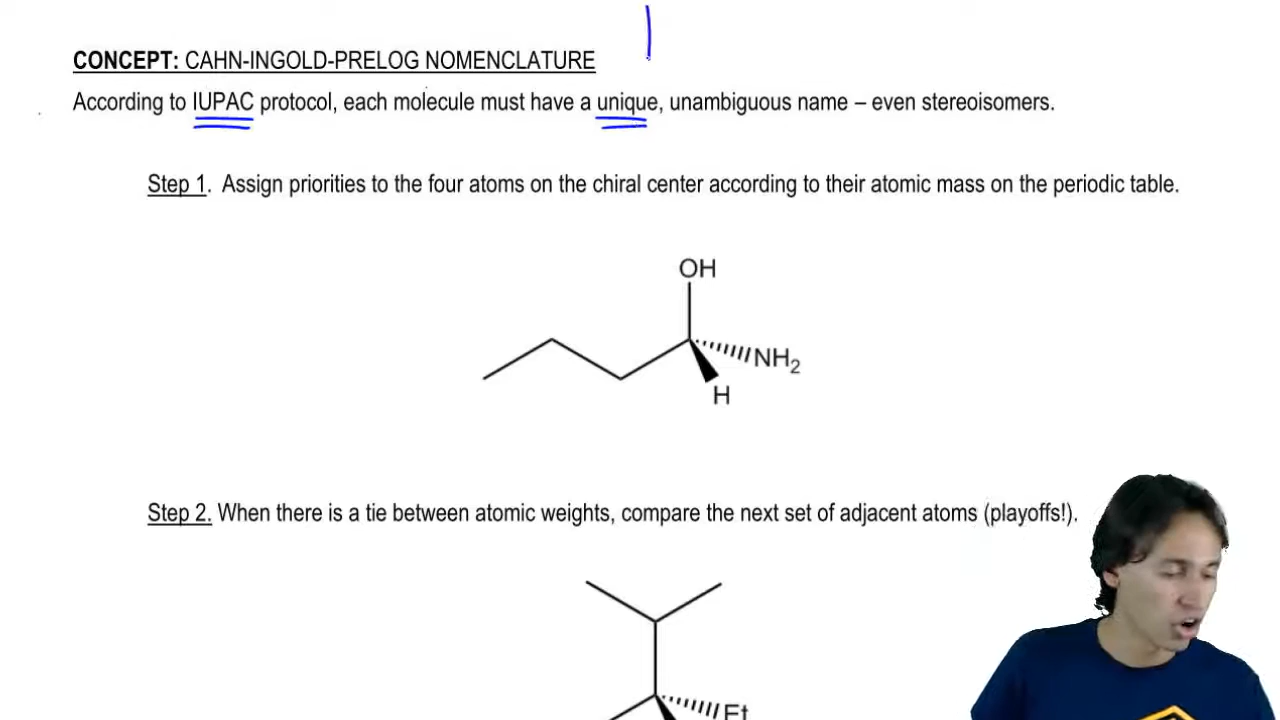 CONCEPT: CAHN-INGOLD-PRELOG NOMENCLATURE
According to IUPAC protocol, each molecule must have a unique, unambiguous name – even stereoisomers.
Step 1. Assign priorities to the four atoms on the chiral center according to their atomic mass on the periodic table.
OH
NH2
H
Step 2. When there is a tie between atomic weights, compare the next set of adjacent atoms (playoffs!).
Et